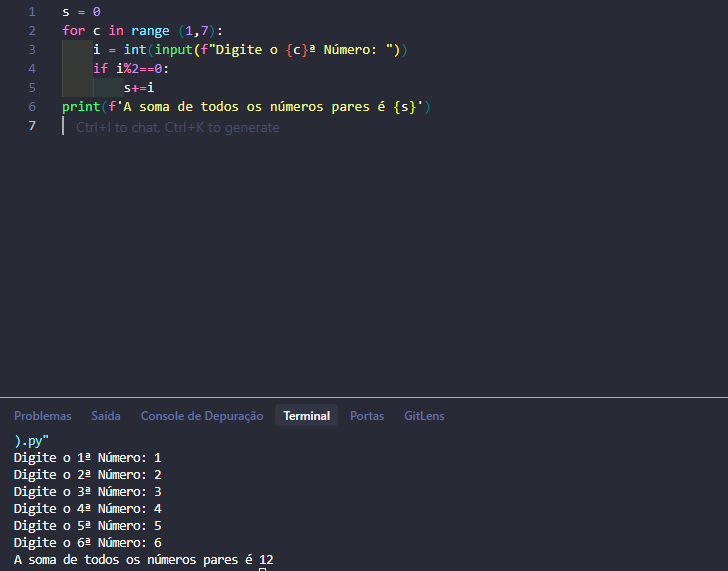 1 s = 0
2 for c in range (1,7):
3 i = int(input(f"Digite o {c}ª Número: "))
4 if i%2==0:
5 s+=i
6 print(f'A soma de todos os números pares é {s}')
7 Ctrl+I to chat, Ctrl+K to generate
Problemas Saída Console de Depuração Terminal Portas GitLens
).py"
Digite o 1ª Número: 1
Digite o 2ª Número: 2
Digite o 3ª Número: 3
Digite o 4ª Número: 4
Digite o 5ª Número: 5
Digite o 6ª Número: 6
A soma de todos os números pares é 12